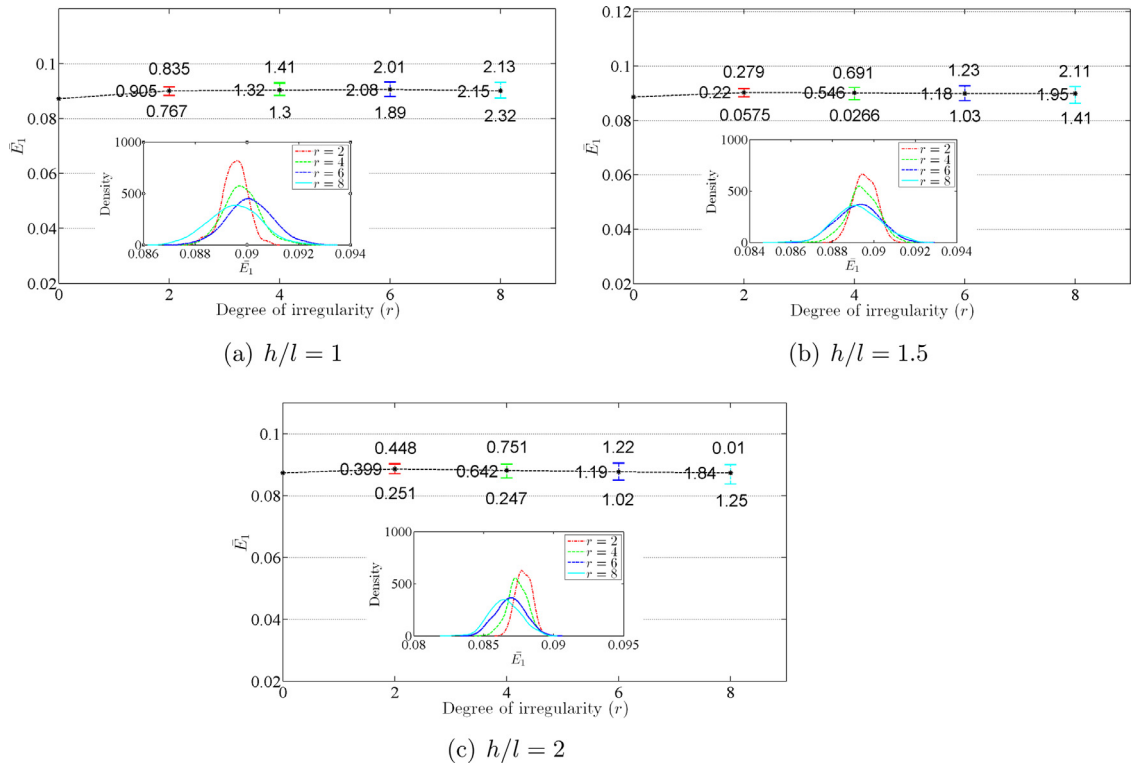 0.1
0.08
0.06
0.04
0.02
Ē₁
0.835 1.41 2.01 2.13
0.905 1.32 2.08 2.15
0.767 1.3 1.89 2.32
1000
500
0
Density
r = 2
r = 4
r = 6
r = 8
0.086 0.088 0.09 0.092 0.094
Ē₁
0 2 4 6 8
Degree of irregularity (r)
(a) h/l = 1
0.12
0.1
0.08
0.06
0.04
0.02
Ē₁
0.279 0.691 1.23 2.11
0.22 0.546 1.18 1.95
0.0575 0.0266 1.03 1.41
1000
500
0
Density
r = 2
r = 4
r = 6
r = 8
0.084 0.086 0.088 0.09 0.092 0.094
Ē₁
0 2 4 6 8
Degree of irregularity (r)
(b) h/l = 1.5
0.1
0.08
0.06
0.04
0.02
Ē₁
0.448 0.751 1.22 0.01
0.399 0.642 1.19 1.84
0.251 0.247 1.02 1.25
1000
500
0
Density
r = 2
r = 4
r = 6
r = 8
0.08 0.085 0.09 0.095
Ē₁
0 2 4 6 8
Degree of irregularity (r)
(c) h/l = 2